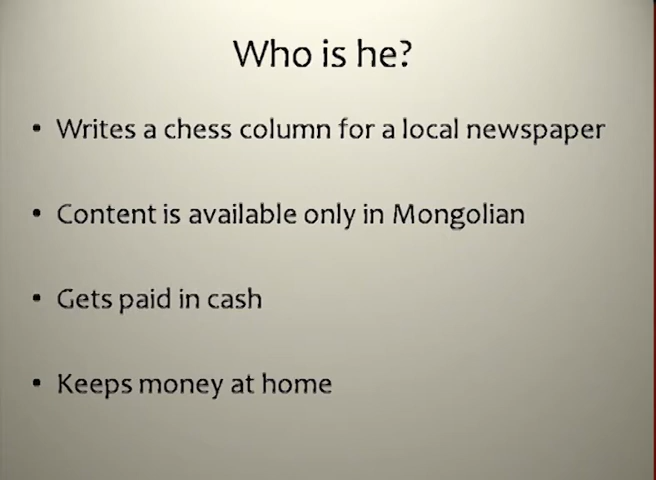 Who is he?
• Writes a chess column for a local newspaper
• Content is available only in Mongolian
• Gets paid in cash
• Keeps money at home